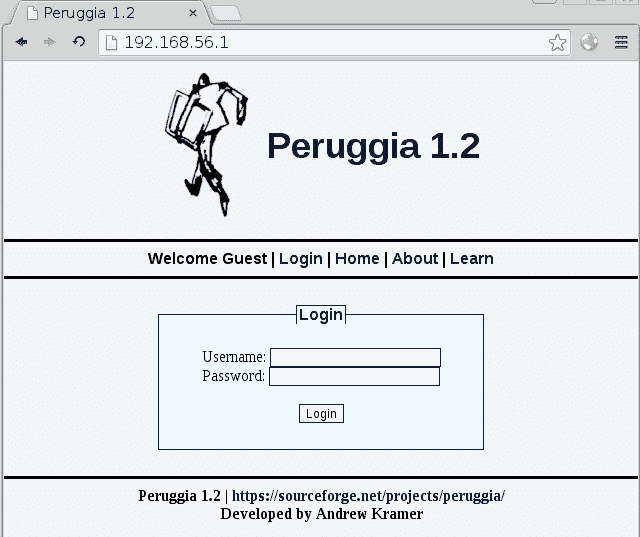 Peruggia 1.2
192.168.56.1
Peruggia 1.2
Welcome Guest | Login | Home | About | Learn
Login
Username:
Password:
Login
Peruggia 1.2 | https://sourceforge.net/projects/peruggia/
Developed by Andrew Kramer